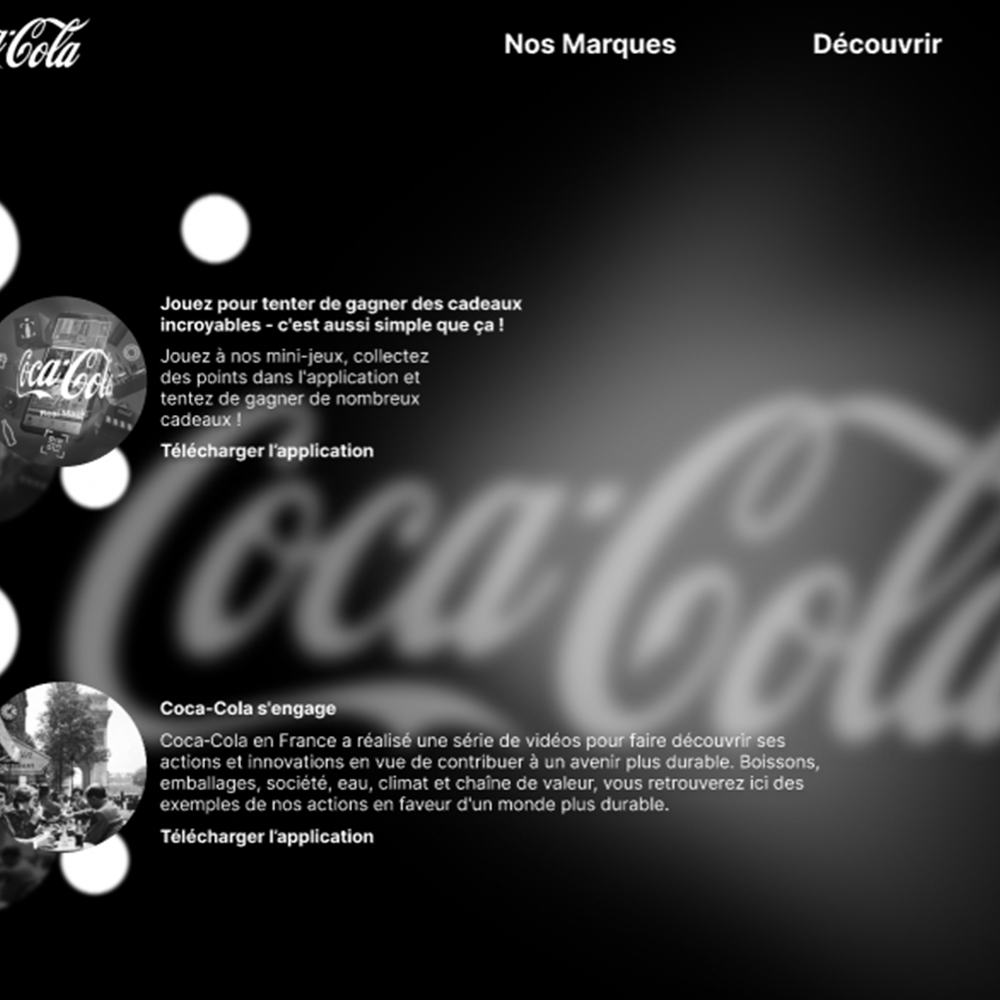 Cola
Nos Marques
Découvrir
Jouez pour tenter de gagner des cadeaux
incroyables - c'est aussi simple que ça !
Jouez à nos mini-jeux, collectez
des points dans l'application et
tentez de gagner de nombreux
cadeaux !
Télécharger l'application
Coca-Cola
Real Magic
Coca-Cola
Coca-Cola s'engage
Coca-Cola en France a réalisé une série de vidéos pour faire découvrir ses
actions et innovations en vue de contribuer à un avenir plus durable. Boissons,
emballages, société, eau, climat et chaîne de valeur, vous retrouverez ici des
exemples de nos actions en faveur d'un monde plus durable.
Télécharger l'application